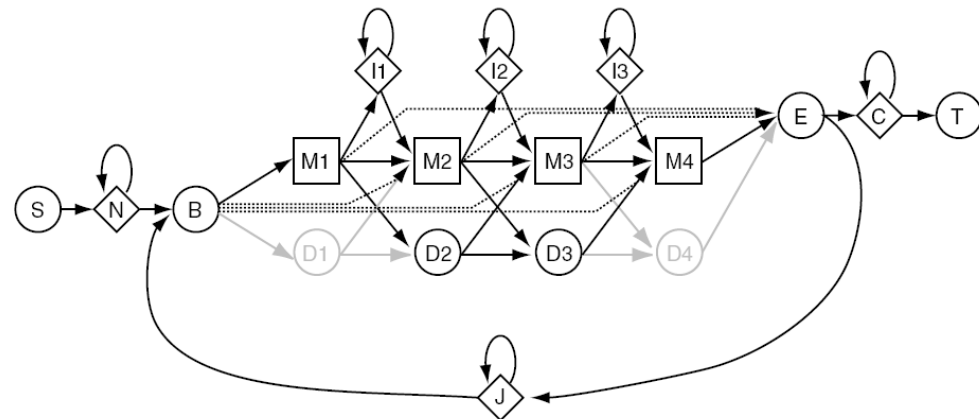 I1 I2 I3
E C T
M1 M2 M3 M4
S N B
D1 D2 D3 D4
J